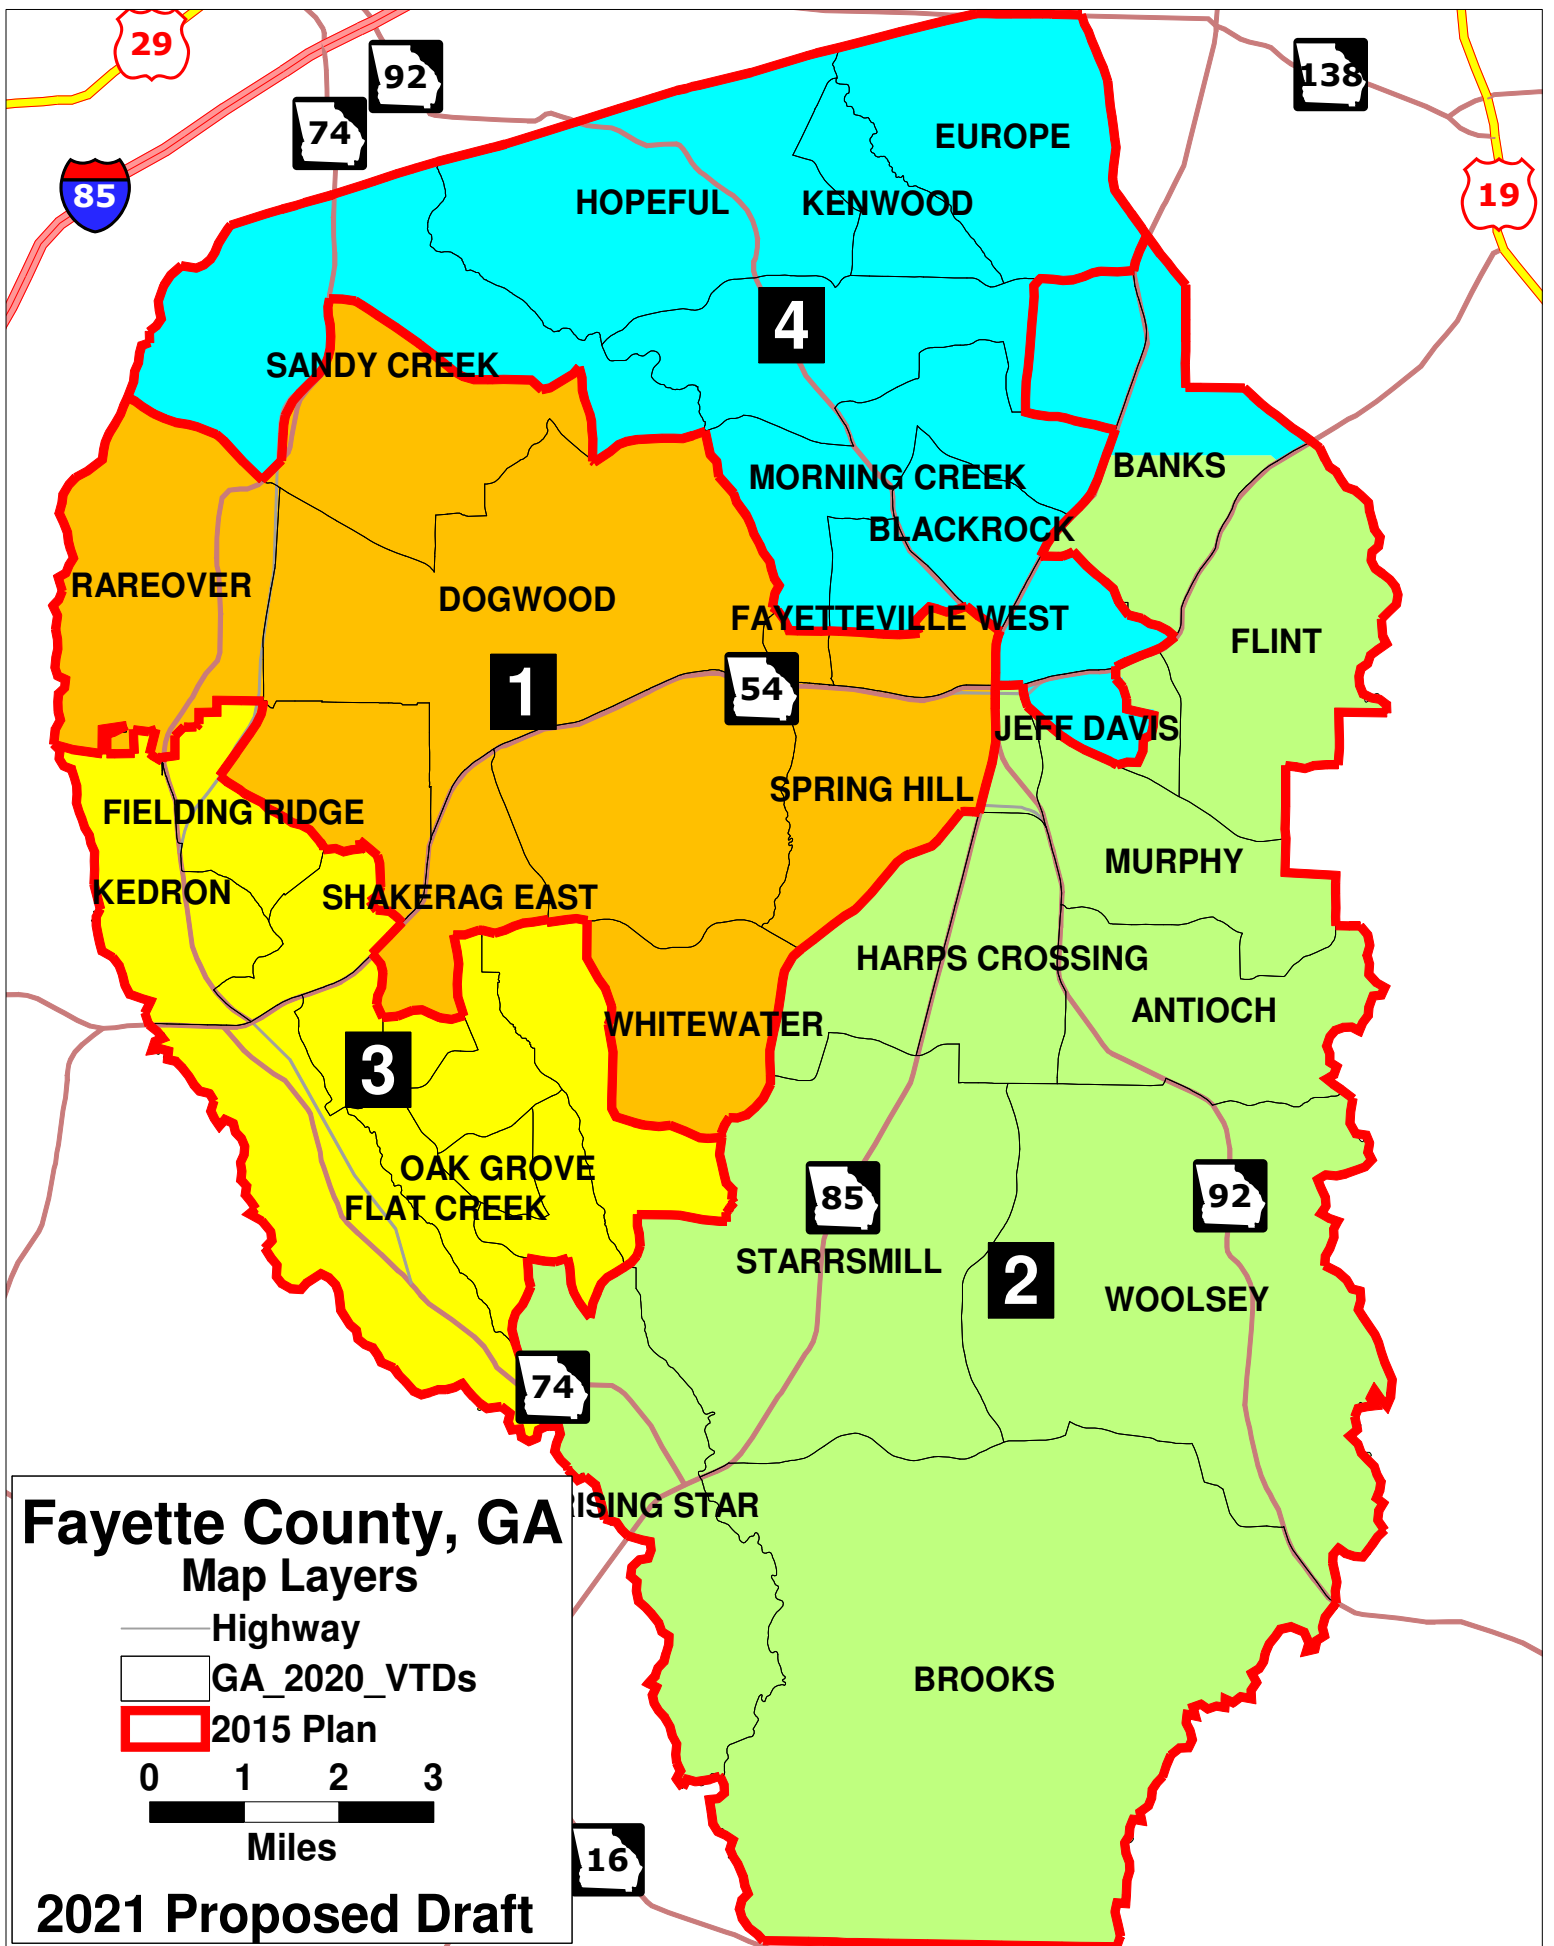 29
92
138
74
EUROPE
85
19
HOPEFUL
KENWOOD
4
SANDY CREEK
BANKS
MORNING CREEK
BLACKROCK
RAREOVER
DOGWOOD
FAYETTEVILLE WEST
FLINT
1
54
JEFF DAVIS
SPRING HILL
FIELDING RIDGE
MURPHY
KEDRON
SHAKERAG EAST
HARPS CROSSING
ANTIOCH
WHITEWATER
3
OAK GROVE
85
92
FLAT CREEK
STARRSMILL
2
WOOLSEY
74
RISING STAR
Fayette County, GA
Map Layers
Highway
GA_2020_VTDs
BROOKS
2015 Plan
0 1 2 3
Miles
16
2021 Proposed Draft